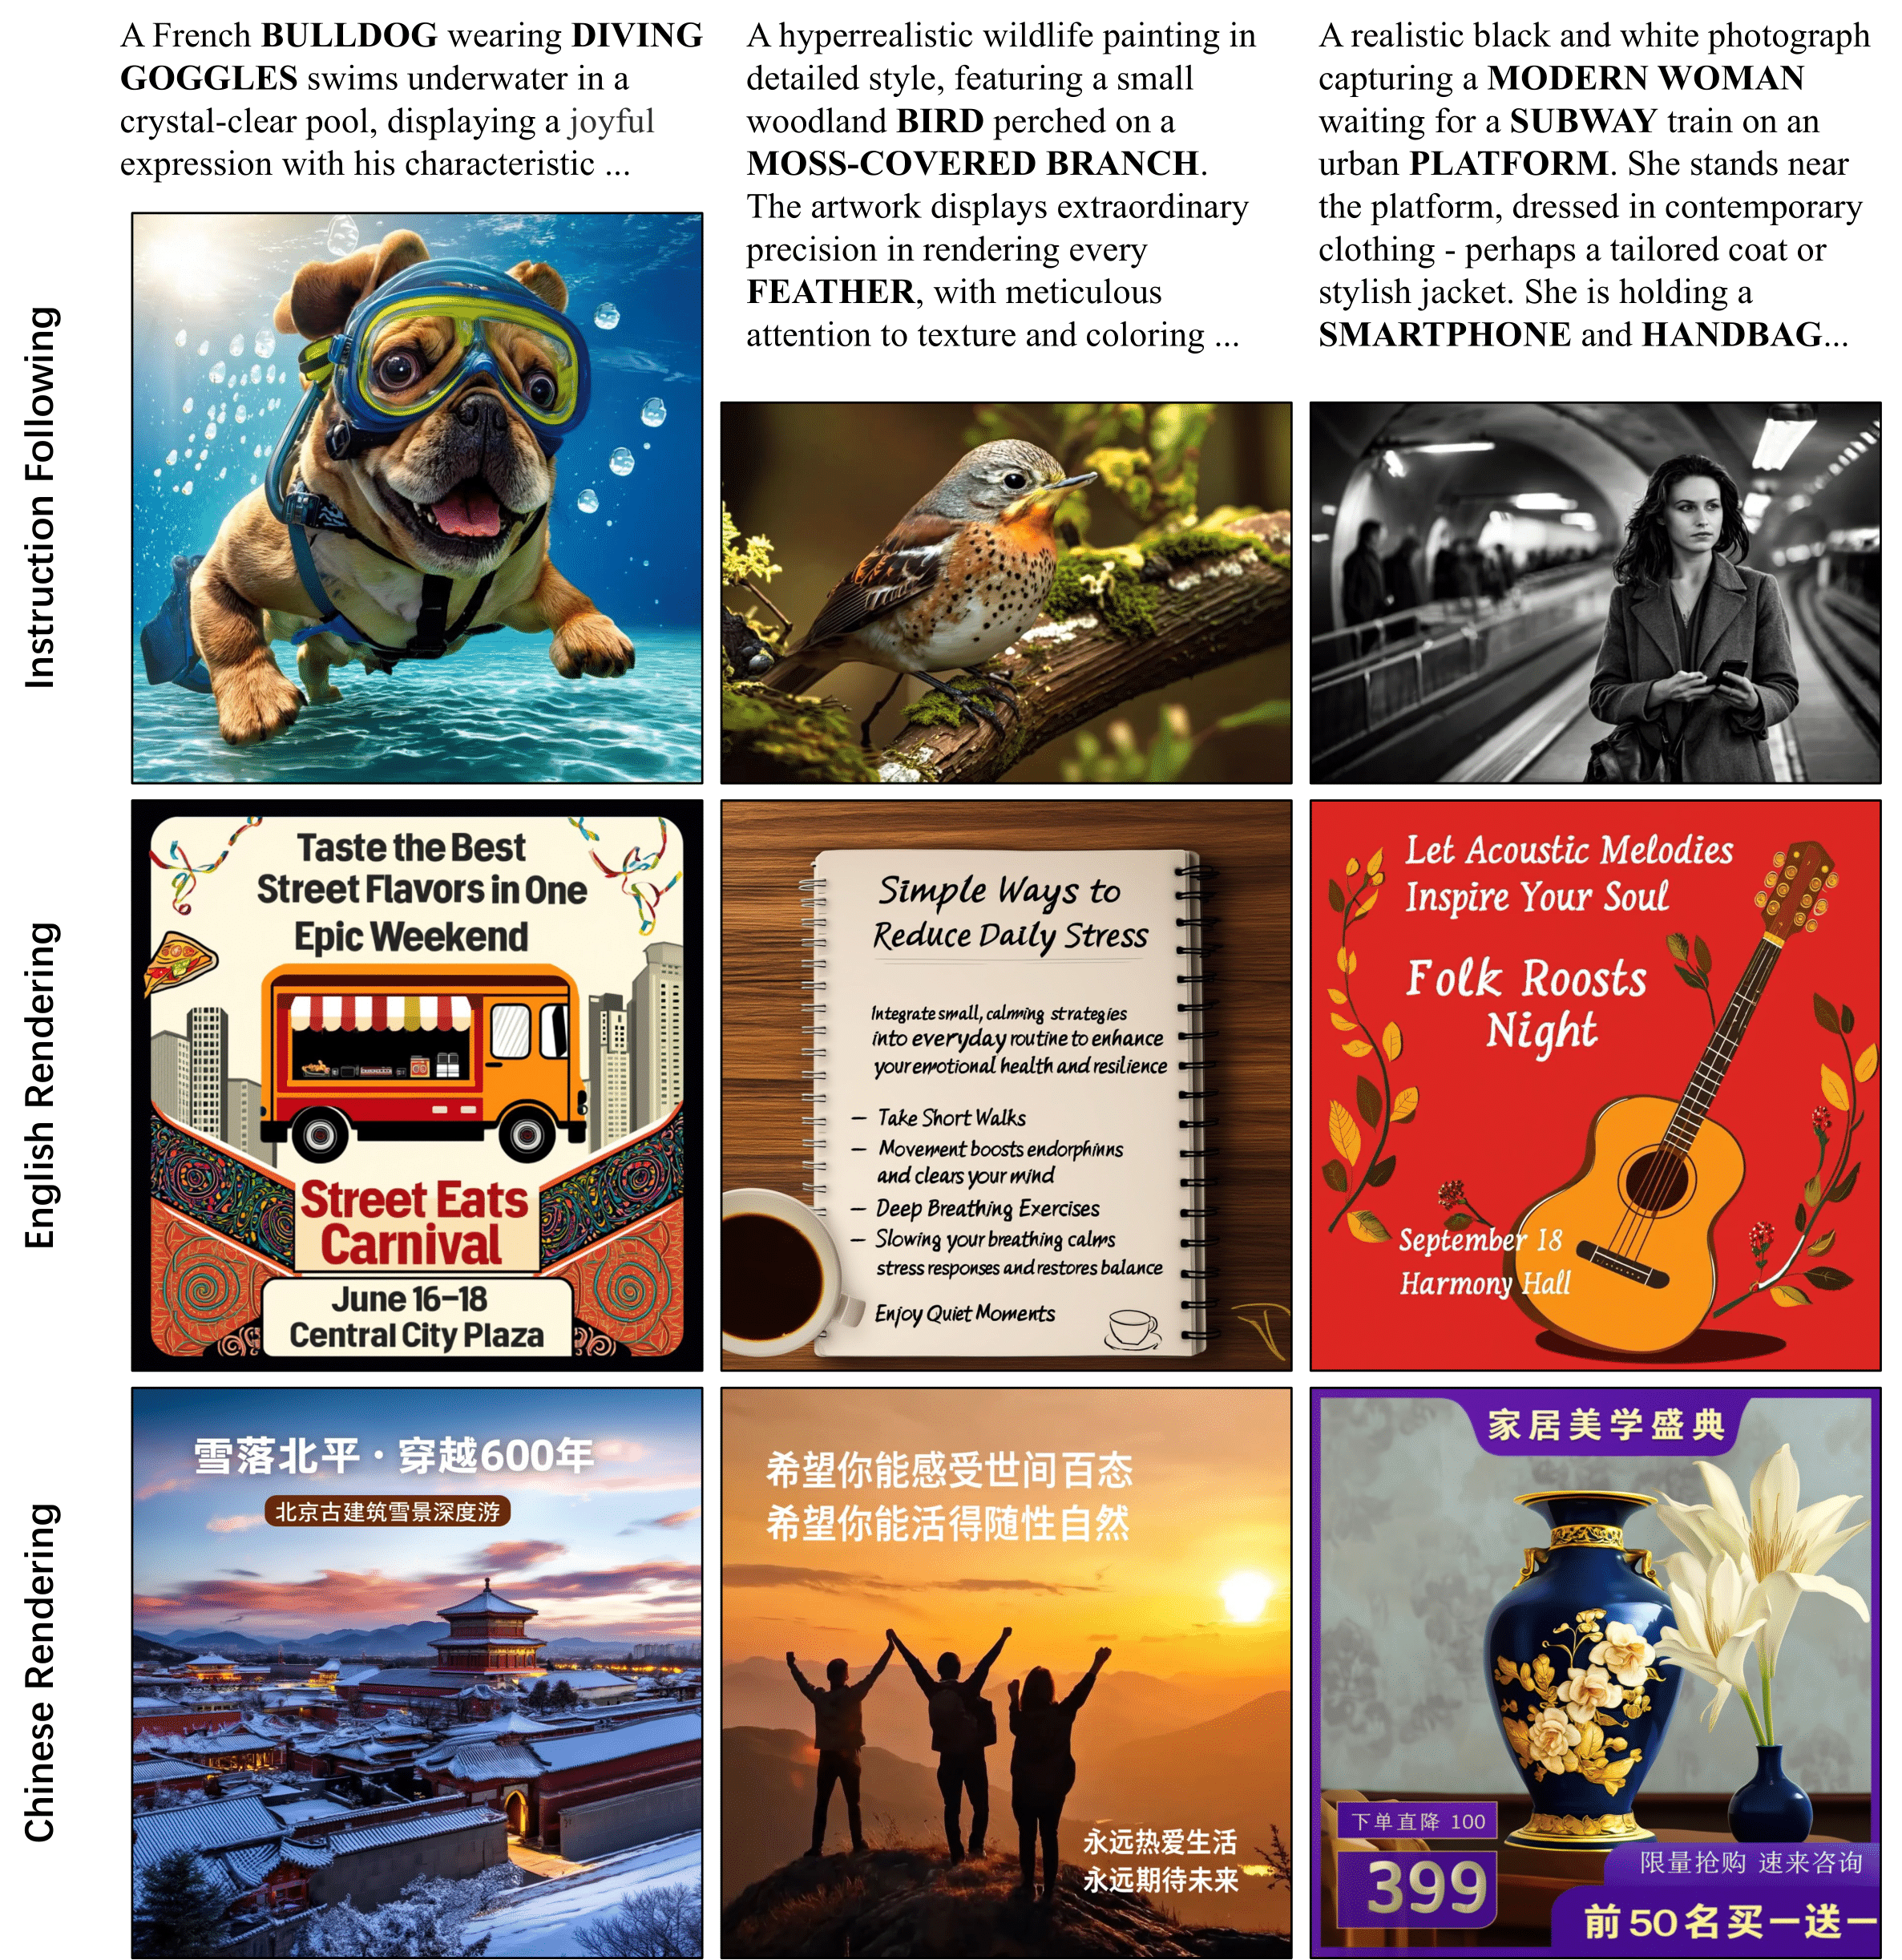 A French BULLDOG wearing DIVING
GOGGLES swims underwater in a
crystal-clear pool, displaying a joyful
expression with his characteristic ...
A hyperrealistic wildlife painting in
detailed style, featuring a small
woodland BIRD perched on a
MOSS-COVERED BRANCH.
The artwork displays extraordinary
precision in rendering every
FEATHER, with meticulous
attention to texture and coloring ...
A realistic black and white photograph
capturing a MODERN WOMAN
waiting for a SUBWAY train on an
urban PLATFORM. She stands near
the platform, dressed in contemporary
clothing - perhaps a tailored coat or
stylish jacket. She is holding a
SMARTPHONE and HANDBAG...
Instruction Following
English Rendering
Taste the Best
Street Flavors in One
Epic Weekend
Street Eats
Carnival
June 16–18
Central City Plaza
Simple Ways to
Reduce Daily Stress
Integrate small, calming strategies
into everyday routine to enhance
your emotional health and resilience
– Take Short Walks
– Movement boosts endorphinns
and clears your mind
– Deep Breathing Exercises
– Slowing your breathing calms
stress responses and restores balance
Enjoy Quiet Moments
Let Acoustic Melodies
Inspire Your Soul
Folk Roosts
Night
September 18
Harmony Hall
Chinese Rendering
雪落北平·穿越600年
北京古建筑雪景深度游
希望你能感受世间百态
希望你能活得随性自然
永远热爱生活
永远期待未来
家居美学盛典
下单直降 100
399
限量抢购 速来咨询
前50名买一送一